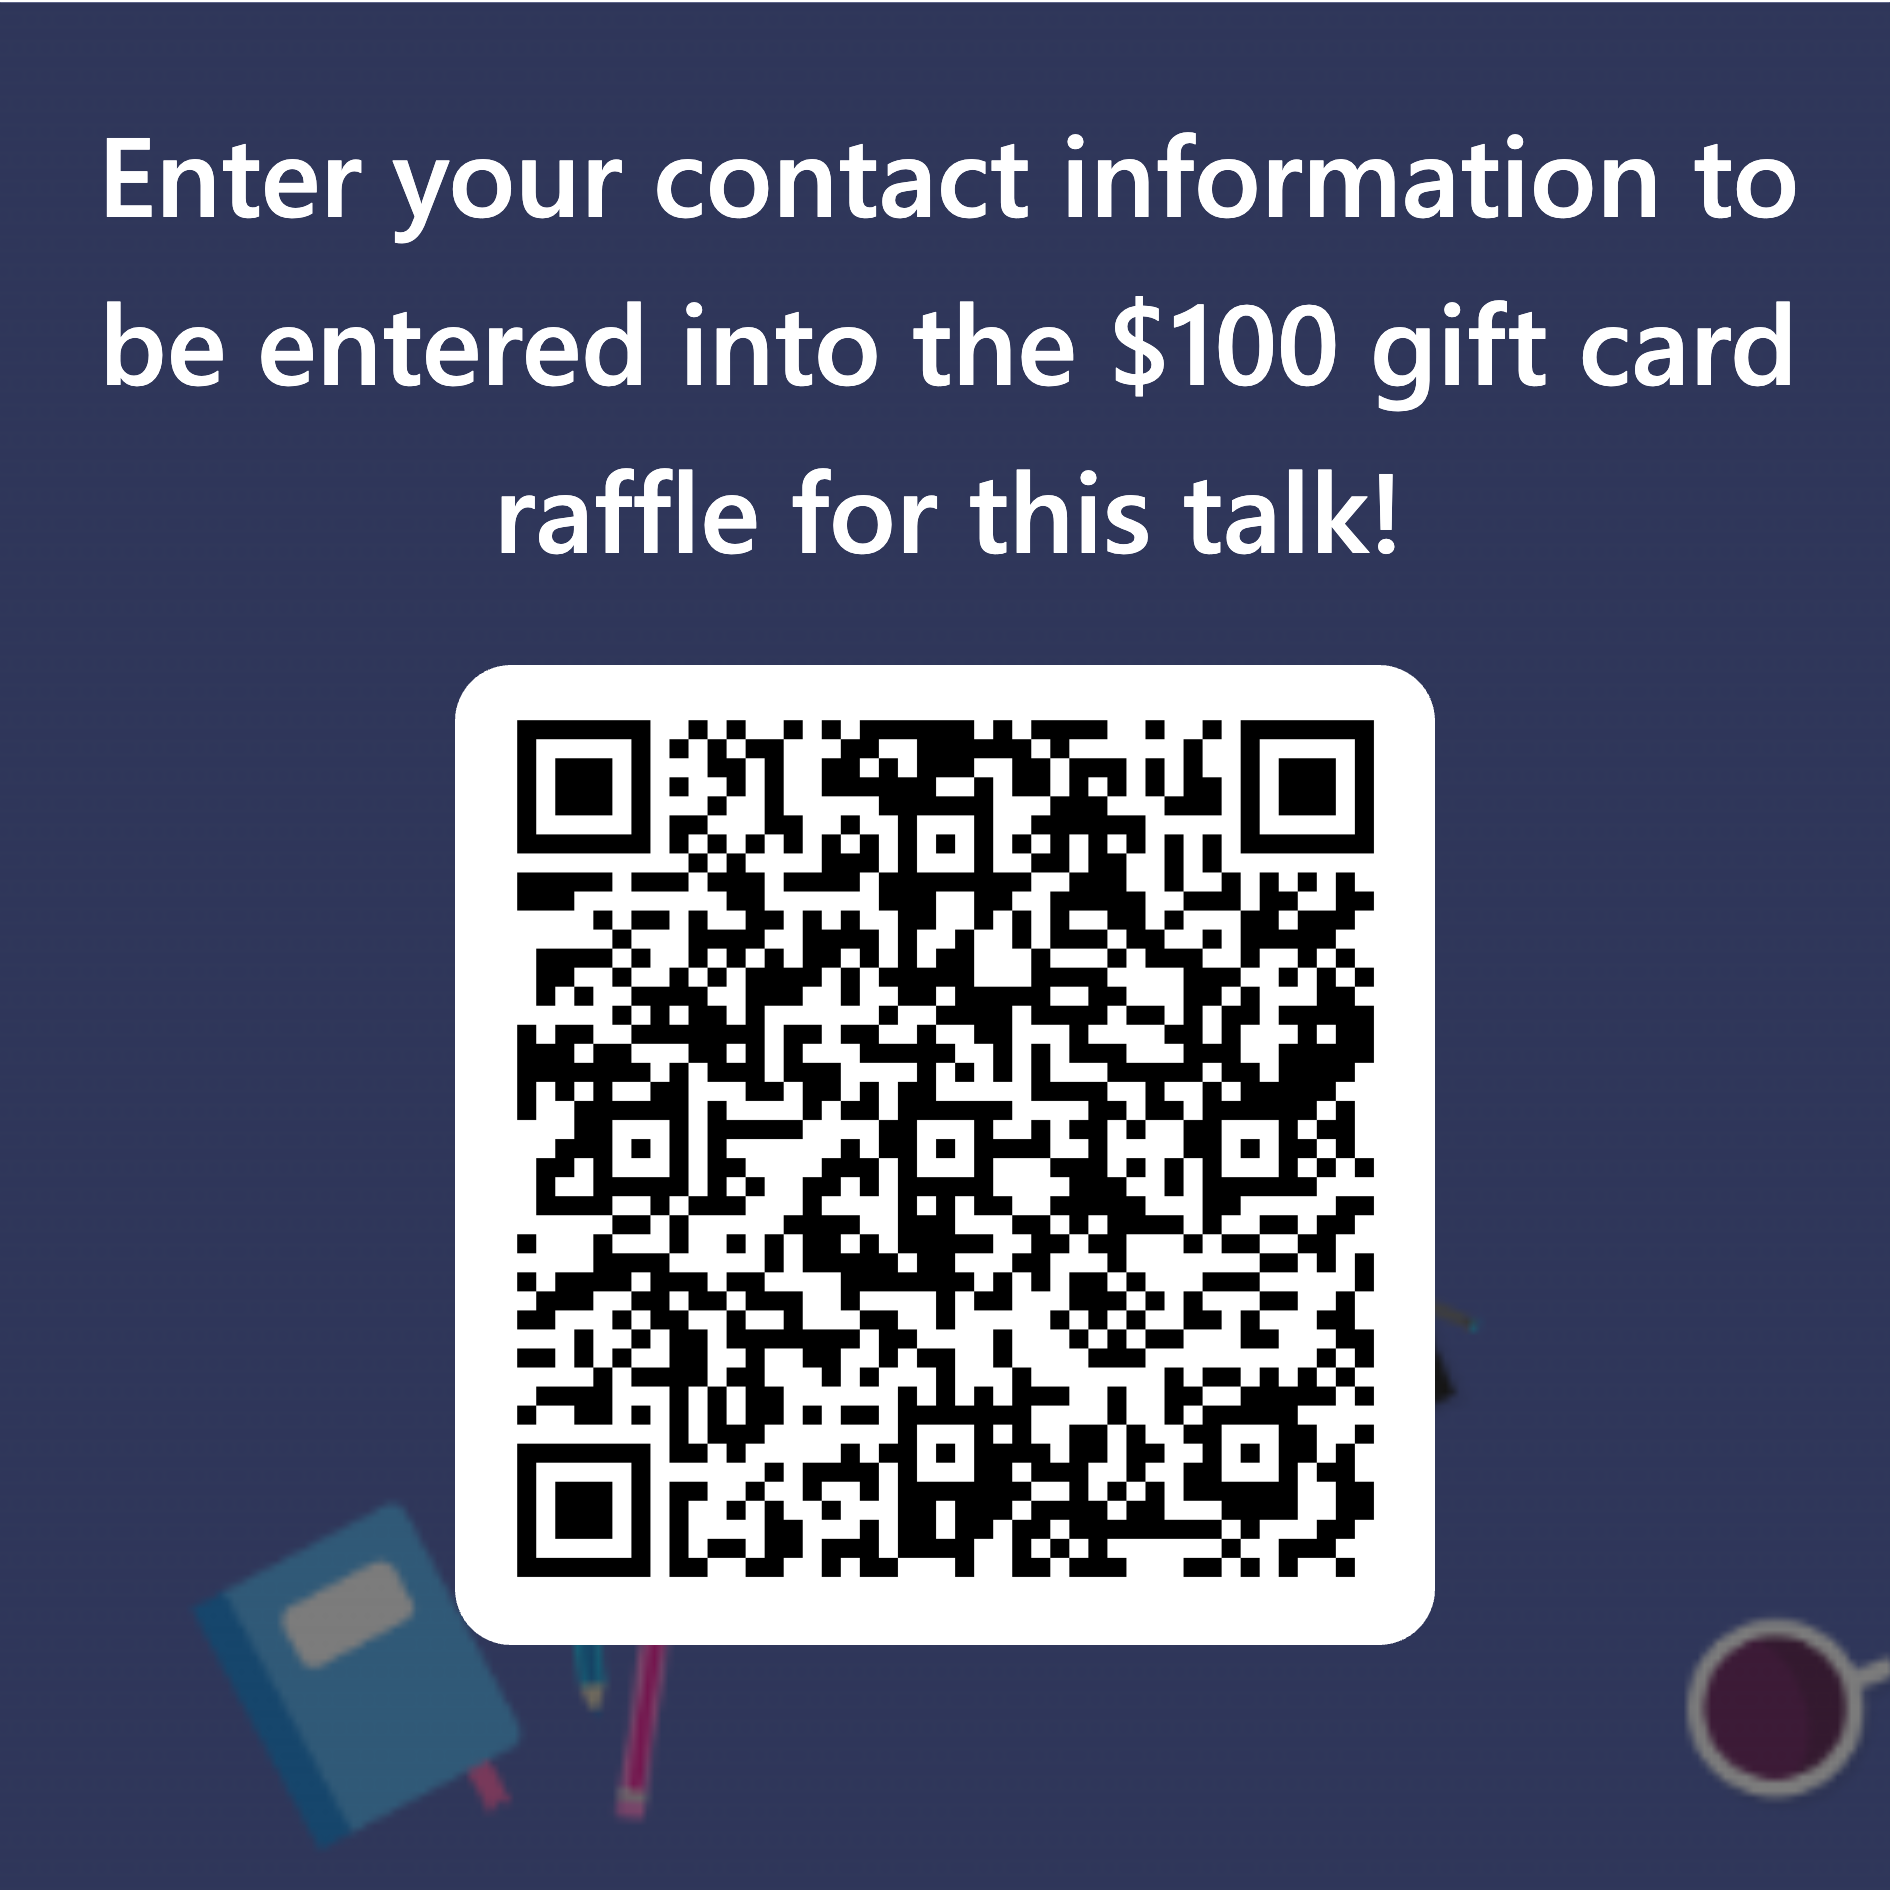 Enter your contact information to
be entered into the $100 gift card
raffle for this talk!